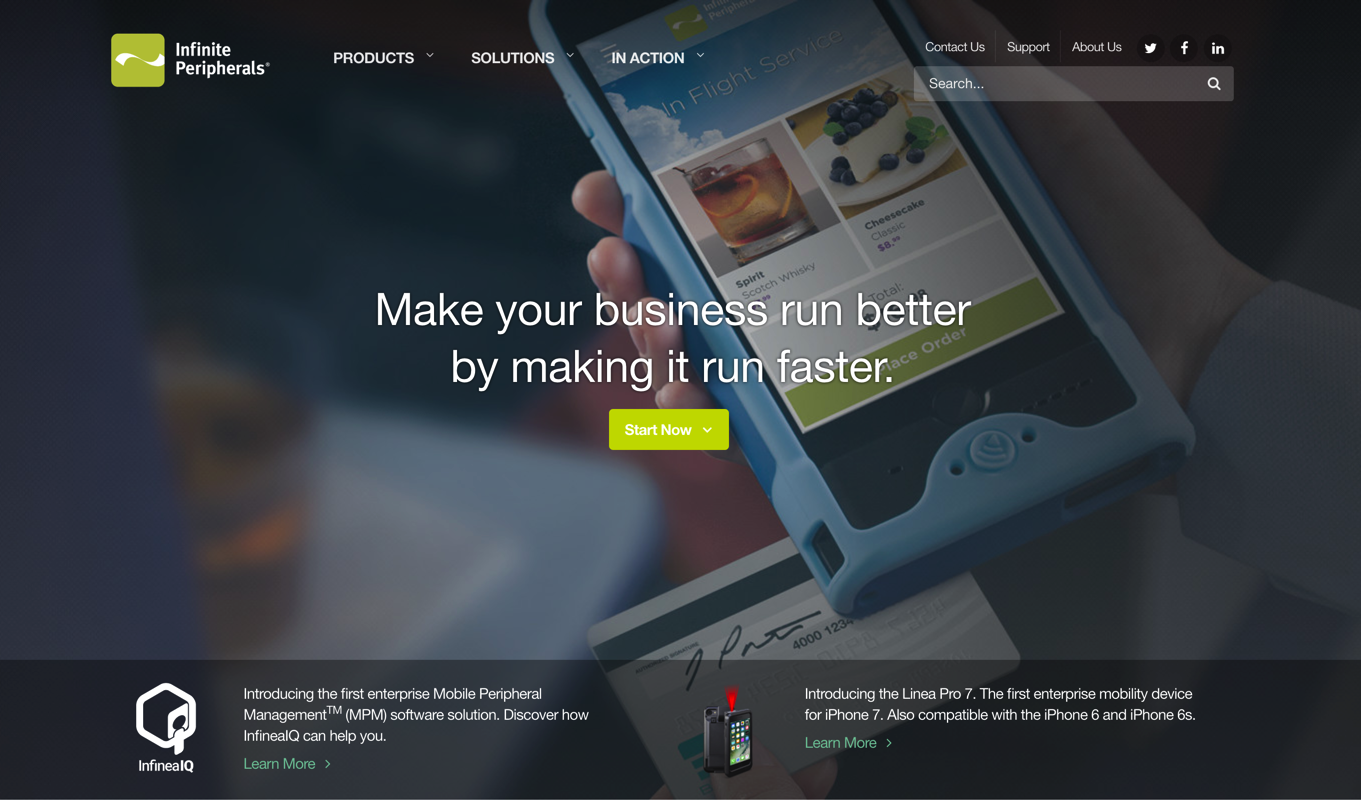 Infinite
Peripherals®
PRODUCTS
SOLUTIONS
IN ACTION
Contact Us
Support
About Us
Search...
In Flight Service
Cheesecake
Classic
$8.99
Spirit
Scotch Whisky
Total:
Place Order
Make your business run better
by making it run faster.
Start Now
AUTHORIZED SIGNATURE
4000 1234
Introducing the first enterprise Mobile Peripheral
Management™ (MPM) software solution. Discover how
InfineaIQ can help you.
Learn More
InfineaIQ
Introducing the Linea Pro 7. The first enterprise mobility device
for iPhone 7. Also compatible with the iPhone 6 and iPhone 6s.
Learn More